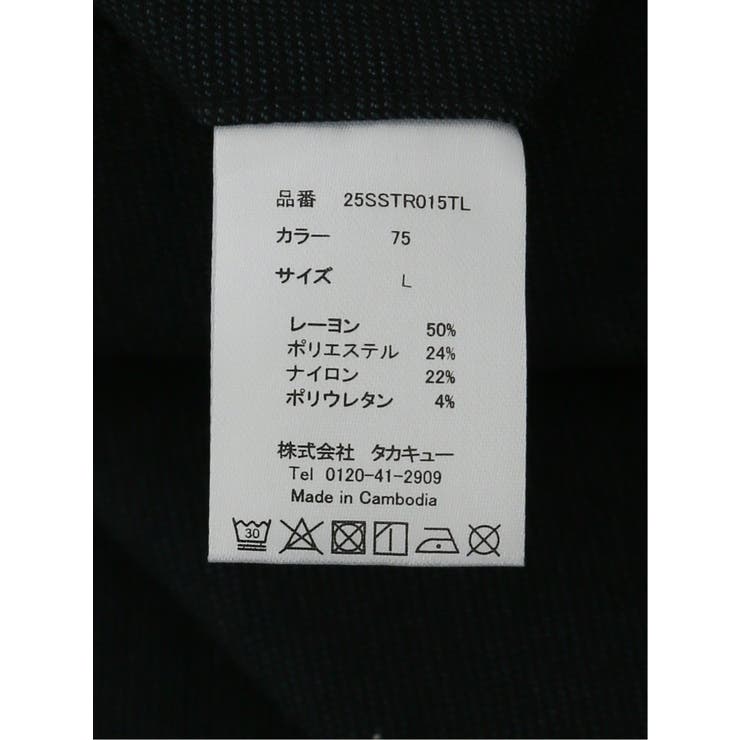 品番 25SSTR015TL
カラー 75
サイズ L
レーヨン 50%
ポリエステル 24%
ナイロン 22%
ポリウレタン 4%
株式会社 タカキュー
Tel 0120-41-2909
Made in Cambodia
30